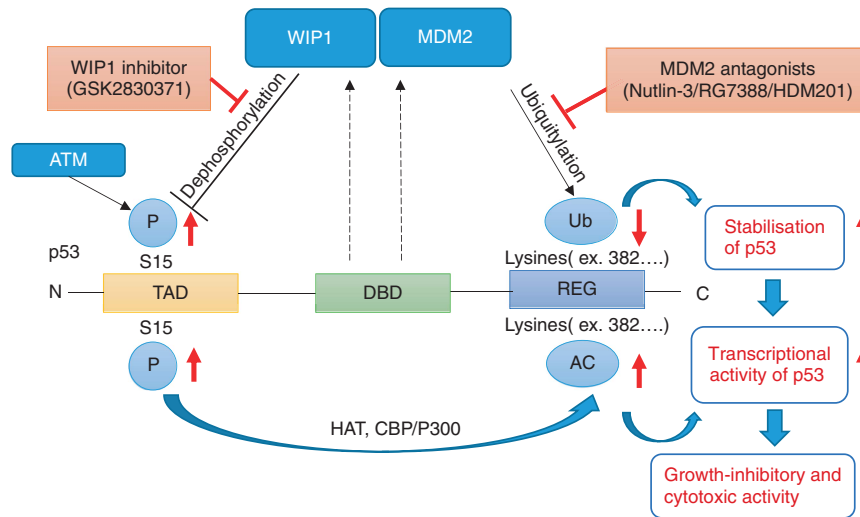 WIP1
MDM2
WIP1 inhibitor
(GSK2830371)
MDM2 antagonists
(Nutlin-3/RG7388/HDM201)
Dephosphorylation
Ubiquitylation
ATM
P
Ub
Stabilisation
of p53
p53
S15
Lysines( ex. 382....)
N
TAD
DBD
REG
C
S15
Lysines( ex. 382....)
P
AC
Transcriptional
activity of p53
HAT, CBP/P300
Growth-inhibitory and
cytotoxic activity